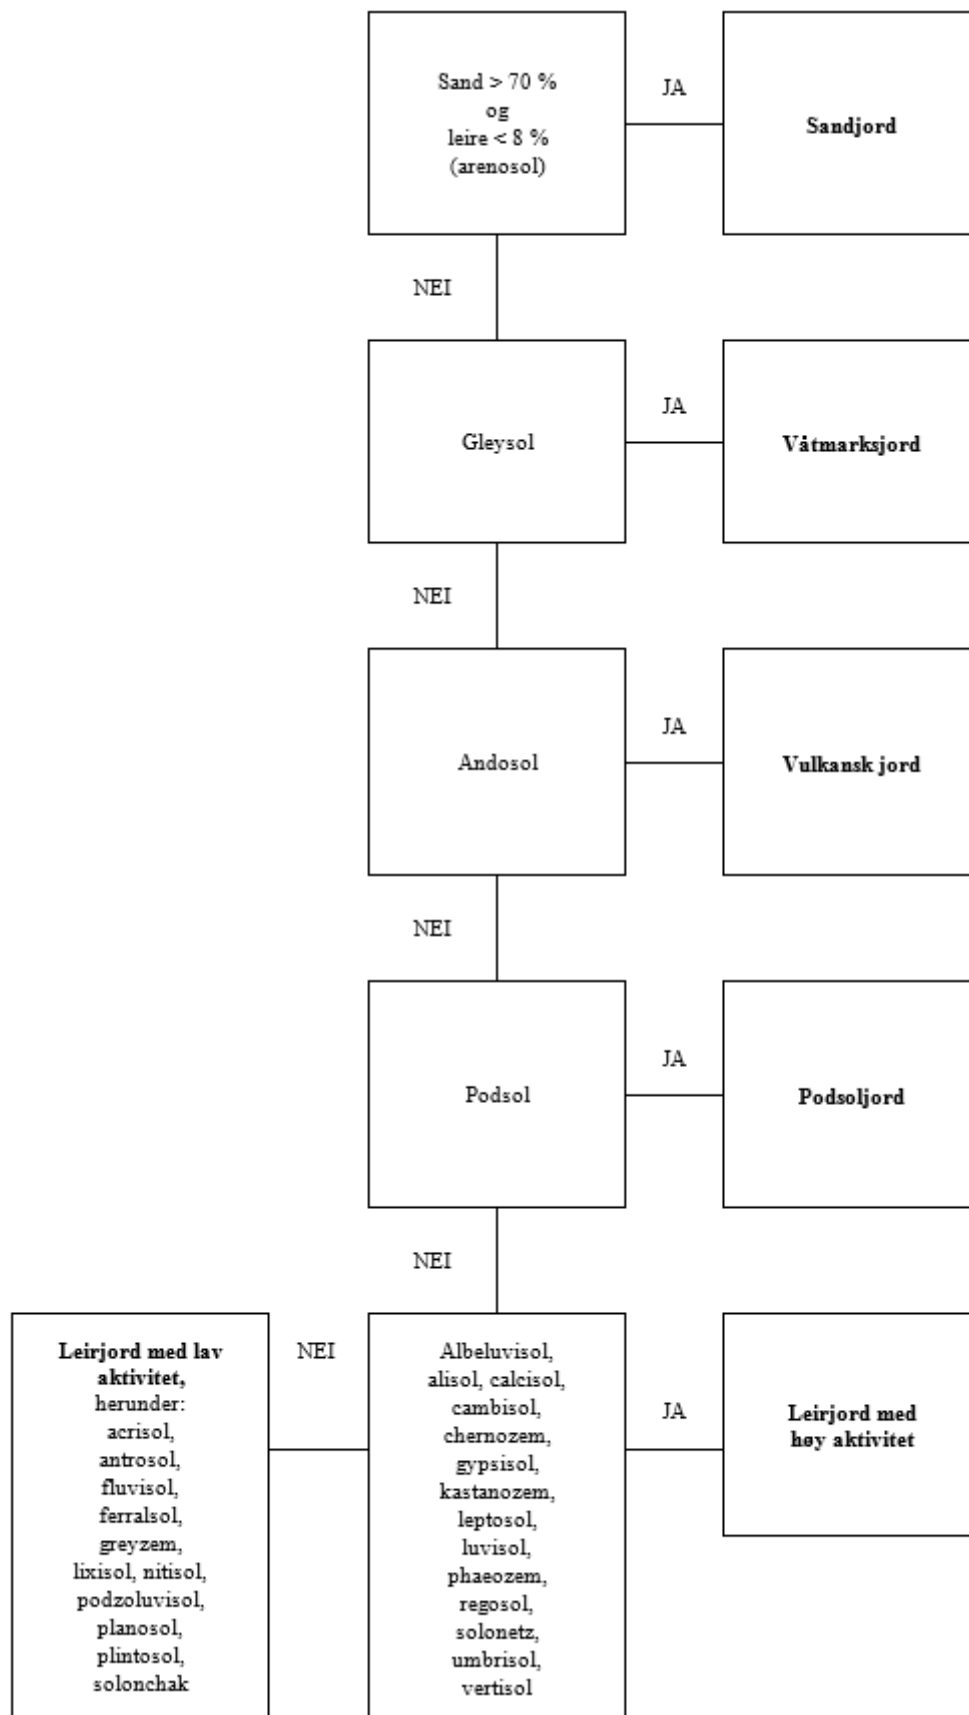 Sand > 70 %
og
leire < 8 %
(arenosol)
JA
Sandjord
NEI
Gleysol
JA
Våtmarksjord
NEI
Andosol
JA
Vulkansk jord
NEI
Podsol
JA
Podsoljord
NEI
Leirjord med lav
aktivitet,
herunder:
acrisol,
antrosol,
fluvisol,
ferralsol,
greyzem,
lixisol, nitisol,
podzoluvisol,
planosol,
plintosol,
solonchak
NEI
Albeluvisol,
alisol, calcisol,
cambisol,
chernozem,
gypsisol,
kastanozem,
leptosol,
luvisol,
phaeozem,
regosol,
solonetz,
umbrisol,
vertisol
JA
Leirjord med
høy aktivitet